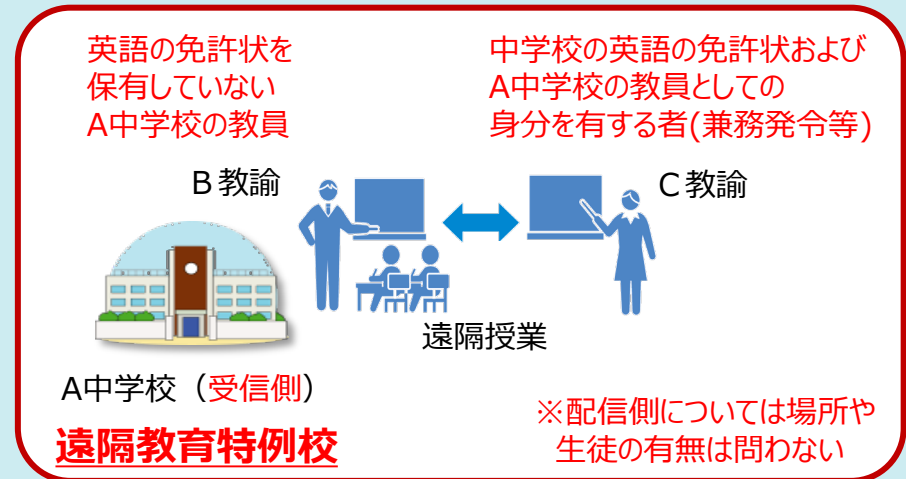 英語の免許状を
保有していない
A中学校の教員
中学校の英語の免許状および
A中学校の教員としての
身分を有する者(兼務発令等)
B教諭
C教諭
遠隔授業
A中学校（受信側）
遠隔教育特例校
※配信側については場所や
生徒の有無は問わない